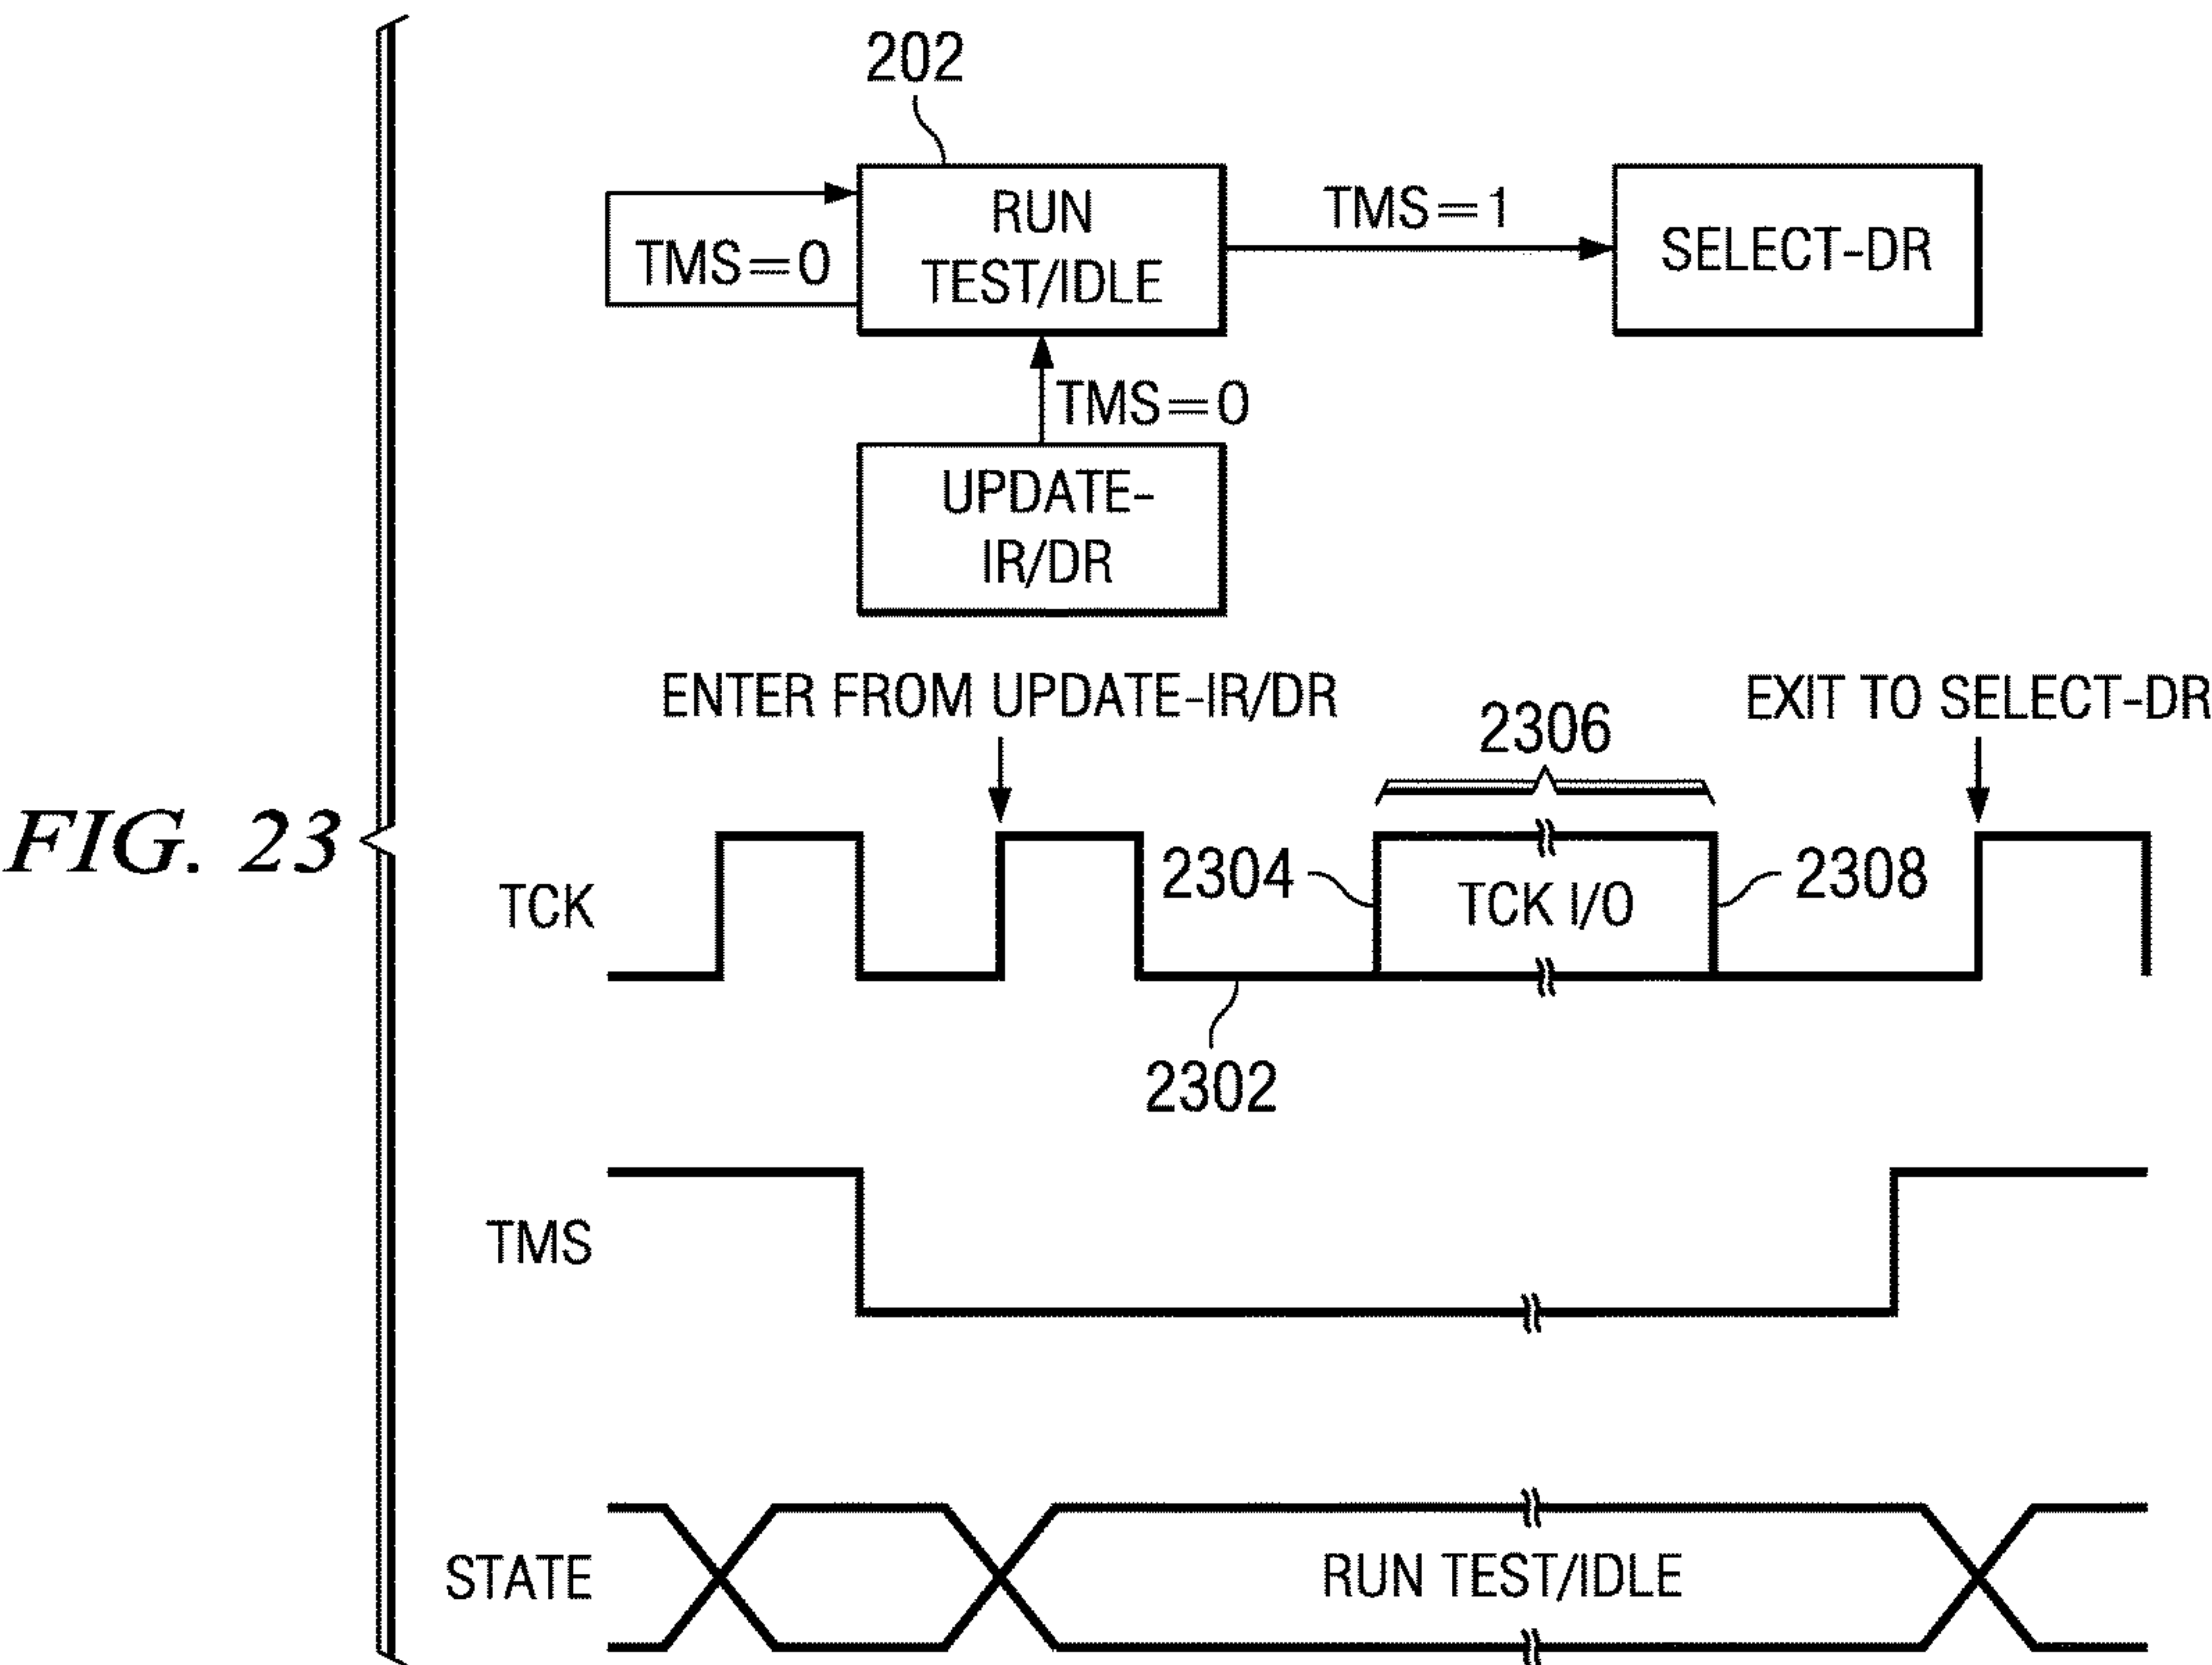 202
RUN
TEST/IDLE
TMS=0
TMS=1
SELECT-DR
TMS=0
UPDATE-
IR/DR
ENTER FROM UPDATE-IR/DR
2306
EXIT TO SELECT-DR
FIG. 23
TCK
2304
TCK I/O
2308
2302
TMS
STATE
RUN TEST/IDLE